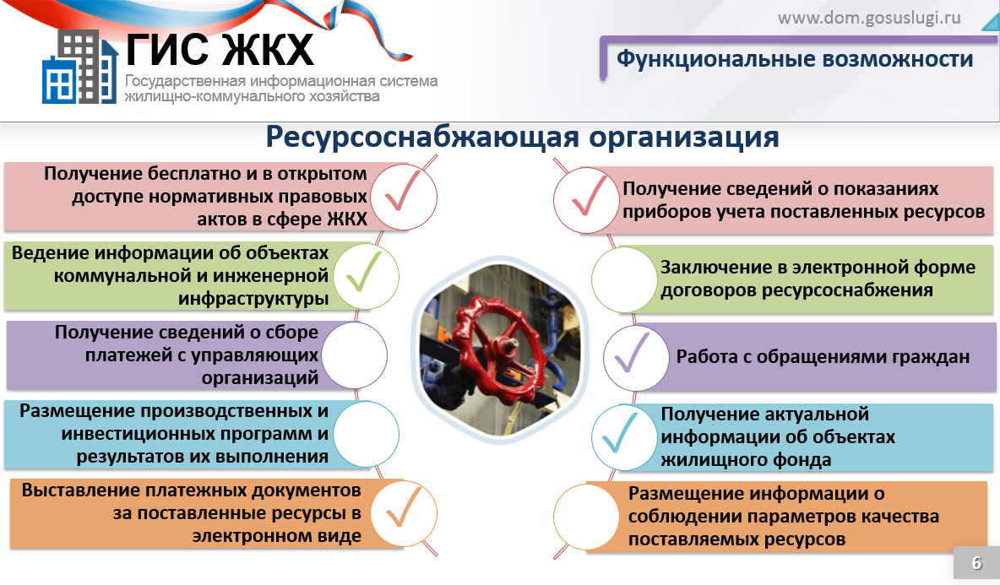 www.dom.gosuslugi.ru
ГИС ЖКХ
Государственная информационная система
жилищно-коммунального хозяйства
Функциональные возможности
Ресурсоснабжающая организация
Получение бесплатно и в открытом
доступе нормативных правовых
актов в сфере ЖКХ
Ведение информации об объектах
коммунальной и инженерной
инфраструктуры
Получение сведений о сборе
платежей с управляющих
организаций
Размещение производственных и
инвестиционных программ и
результатов их выполнения
Выставление платежных документов
за поставленные ресурсы в
электронном виде
Получение сведений о показаниях
приборов учета поставленных ресурсов
Заключение в электронной форме
договоров ресурсоснабжения
Работа с обращениями граждан
Получение актуальной
информации об объектах
жилищного фонда
Размещение информации о
соблюдении параметров качества
поставляемых ресурсов
6